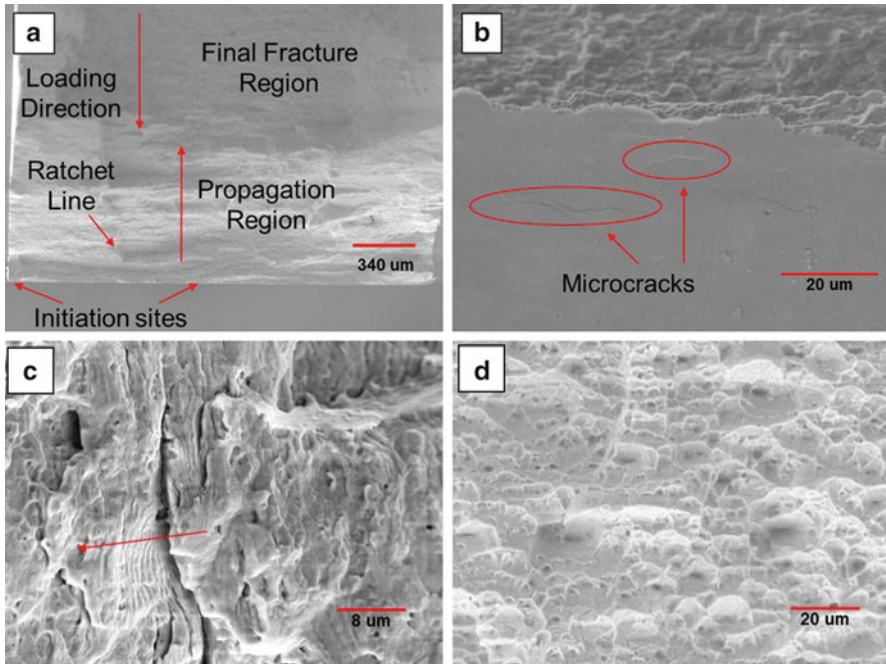 a
Loading
Direction
Final Fracture
Region
Ratchet
Line
Propagation
Region
340 um
Initiation sites
b
Microcracks
20 um
c
8 um
d
20 um